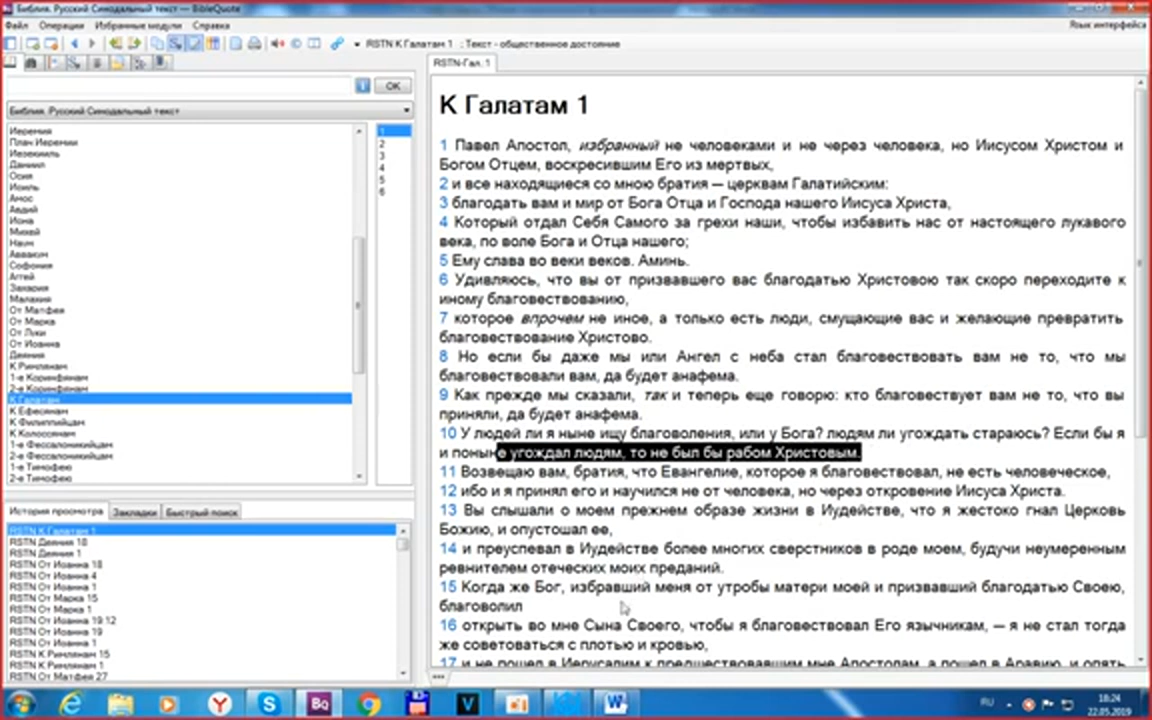 Библия. Русский Синодальный текст — BibleQuote
Файл Операции Избранные модули Справка
Язык интерфейса
RSTN К Галатам 1 : Текст - общественное достояние
RSTN-Гал. 1
OK
Библия. Русский Синодальный текст
Иеремия
Плач Иеремии
Иезекииль
Даниил
Осия
Иоиль
Амос
Авдий
Иона
Михей
Наум
Аввакум
Софония
Аггей
Захария
Малахия
От Матфея
От Марка
От Луки
От Иоанна
Деяния
К Римлянам
1-е Коринфянам
2-е Коринфянам
К Галатам
К Ефесянам
К Филиппийцам
К Колоссянам
1-е Фессалоникийцам
2-е Фессалоникийцам
1-е Тимофею
2-е Тимофею
1
2
3
4
5
6
История просмотра Закладки Быстрый поиск
RSTN К Галатам 1
RSTN Деяния 18
RSTN Деяния 1
RSTN От Иоанна 18
RSTN От Иоанна 4
RSTN От Иоанна 1
RSTN От Марка 15
RSTN От Марка 1
RSTN От Иоанна 19:12
RSTN От Иоанна 19
RSTN От Иоанна 1
RSTN К Римлянам 15
RSTN К Римлянам 1
RSTN От Матфея 27
К Галатам 1
1 Павел Апостол, избранный не человеками и не через человека, но Иисусом Христом и
Богом Отцем, воскресившим Его из мертвых,
2 и все находящиеся со мною братия — церквам Галатийским:
3 благодать вам и мир от Бога Отца и Господа нашего Иисуса Христа,
4 Который отдал Себя Самого за грехи наши, чтобы избавить нас от настоящего лукавого
века, по воле Бога и Отца нашего;
5 Ему слава во веки веков. Аминь.
6 Удивляюсь, что вы от призвавшего вас благодатью Христовою так скоро переходите к
иному благовествованию,
7 которое впрочем не иное, а только есть люди, смущающие вас и желающие превратить
благовествование Христово.
8 Но если бы даже мы или Ангел с неба стал благовествовать вам не то, что мы
благовествовали вам, да будет анафема.
9 Как прежде мы сказали, так и теперь еще говорю: кто благовествует вам не то, что вы
приняли, да будет анафема.
10 У людей ли я ныне ищу благоволения, или у Бога? людям ли угождать стараюсь? Если бы я
и поныне угождал людям, то не был бы рабом Христовым.
11 Возвещаю вам, братия, что Евангелие, которое я благовествовал, не есть человеческое,
12 ибо и я принял его и научился не от человека, но через откровение Иисуса Христа.
13 Вы слышали о моем прежнем образе жизни в Иудействе, что я жестоко гнал Церковь
Божию, и опустошал ее,
14 и преуспевал в Иудействе более многих сверстников в роде моем, будучи неумеренным
ревнителем отеческих моих преданий.
15 Когда же Бог, избравший меня от утробы матери моей и призвавший благодатью Своею,
благоволил
16 открыть во мне Сына Своего, чтобы я благовествовал Его язычникам, — я не стал тогда
же советоваться с плотью и кровью,
17 и не пошел в Иерусалим к предшествовавшим мне Апостолам, а пошел в Аравию, и опять
Bq
RU
18:24
22.05.2019